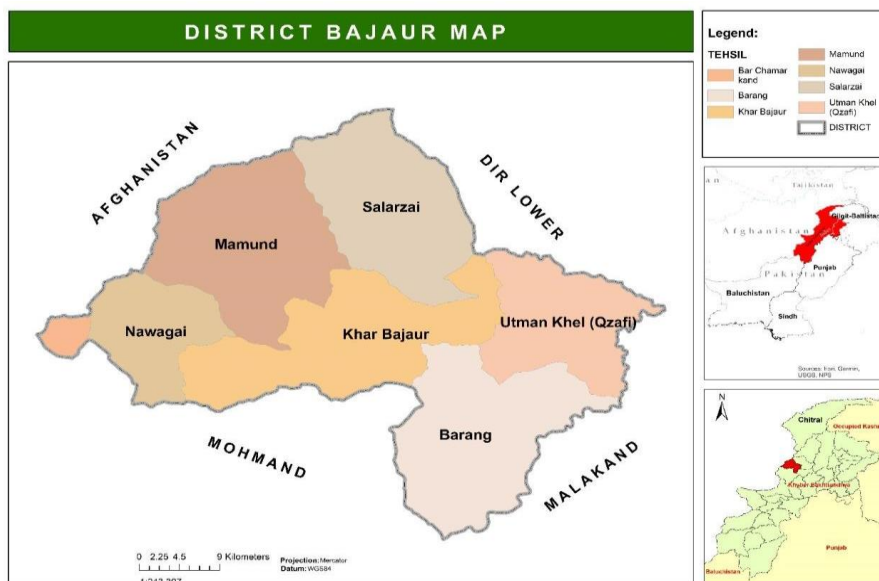 DISTRICT BAJAUR MAP
AFGHANISTAN
DIR LOWER
Salarzai
Mamund
Nawagai
Khar Bajaur
Utman Khel (Qzafi)
Barang
MOHMAND
MALAKAND
0 2.25 4.5 9 Kilometers
Projection: Mercator
Datum: WGS84
Legend:
TEHSIL
Bar Chamar
kand
Barang
Khar Bajaur
Mamund
Nawagai
Salarzai
Utman Khel
(Qzafi)
DISTRICT
an
Tajikistan
Gilgit-Baltistan
Afghanistan
Punjab
Pakistan
Baluchistan
Sindh
Sources: Esri, Garmin,
USGS, NPS
N
Chitral
Occupied Kash
Khyber Pakhtunkhwa
Punjab
Baluchistan